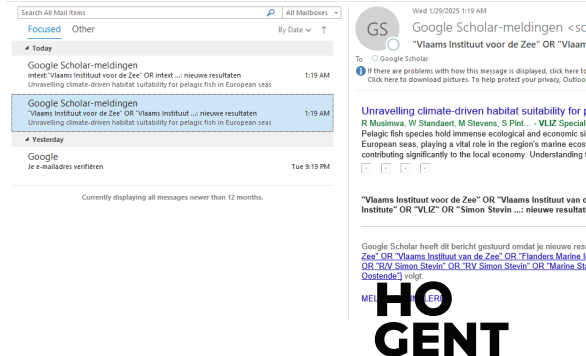 Search All Mail Items
All Mailboxes
Focused Other
By Date
Today
Google Scholar-meldingen
intext:"Vlaams Instituut voor de Zee" OR intext ...: nieuwe resultaten 1:19 AM
Unravelling climate-driven habitat suitability for pelagic fish in European seas
Google Scholar-meldingen
"Vlaams Instituut voor de Zee" OR "Vlaams Instituut ...: nieuwe resultaten 1:19 AM
Unravelling climate-driven habitat suitability for pelagic fish in European seas
Yesterday
Google
Je e-mailadres verifiëren Tue 9:19 PM
Currently displaying all messages newer than 12 months.
Wed 1/29/2025 1:19 AM
GS
Google Scholar-meldingen <sc
"Vlaams Instituut voor de Zee" OR "Vlaam
To Google Scholar
If there are problems with how this message is displayed, click here to
Click here to download pictures. To help protect your privacy, Outloo
Unravelling climate-driven habitat suitability for p
R Musimwa, W Standaert, M Stevens, S Pint... - VLIZ Special
Pelagic fish species hold immense ecological and economic si
European seas, playing a vital role in the region's marine ecos
contributing significantly to the local economy. Understanding t
"Vlaams Instituut voor de Zee" OR "Vlaams Instituut van d
Institute" OR "VLIZ" OR "Simon Stevin ...: nieuwe resultat
Google Scholar heeft dit bericht gestuurd omdat je nieuwe resu
Zee" OR "Vlaams Instituut van de Zee" OR "Flanders Marine I
OR "R/V Simon Stevin" OR "RV Simon Stevin" OR "Marine Sta
Oostende"] volgt.
HO
GENT